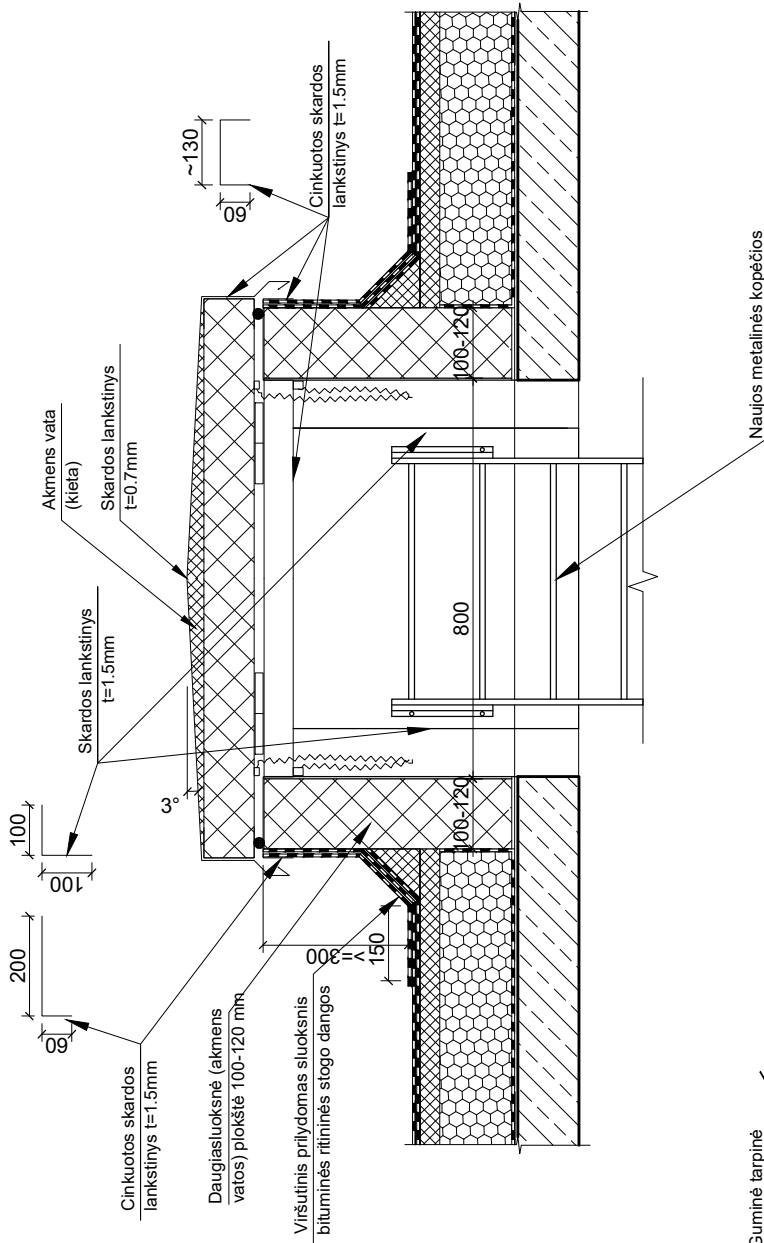 ~130
60
Cinkuotos skardos
lankstinys t=1.5mm
Akmens vata
(kieta)
Skardos lankstinys
t=0.7mm
Skardos lankstinys
t=1.5mm
3°
100
100
200
60
Cinkuotos skardos
lankstinys t=1.5mm
Daugiasluoksnė (akmens
vatos) plokštė 100-120 mm
Viršutinis prilydomas sluoksnis
bituminės ritininės stogo dangos
>=300
150
100-120
800
100-120
Naujos metalinės kopėčios
Guminė tarpinė